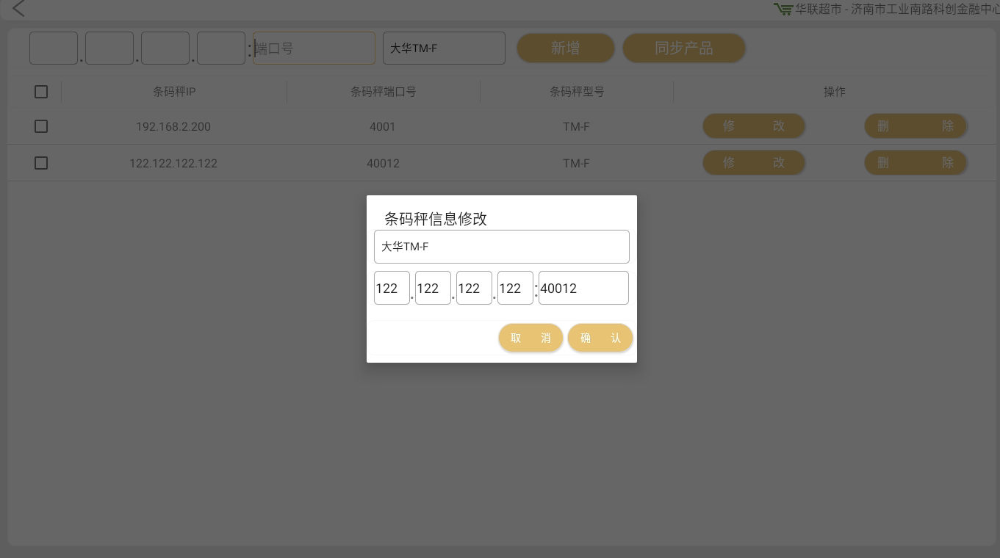 华联超市 - 济南市工业南路科创金融中心
. . . : 端口号 大华TM-F 新增 同步产品
条码秤IP 条码秤端口号 条码秤型号 操作
192.168.2.200 4001 TM-F 修 改 删 除
122.122.122.122 40012 TM-F 修 改 删 除
条码秤信息修改
大华TM-F
122 . 122 . 122 . 122 : 40012
取 消 确 认